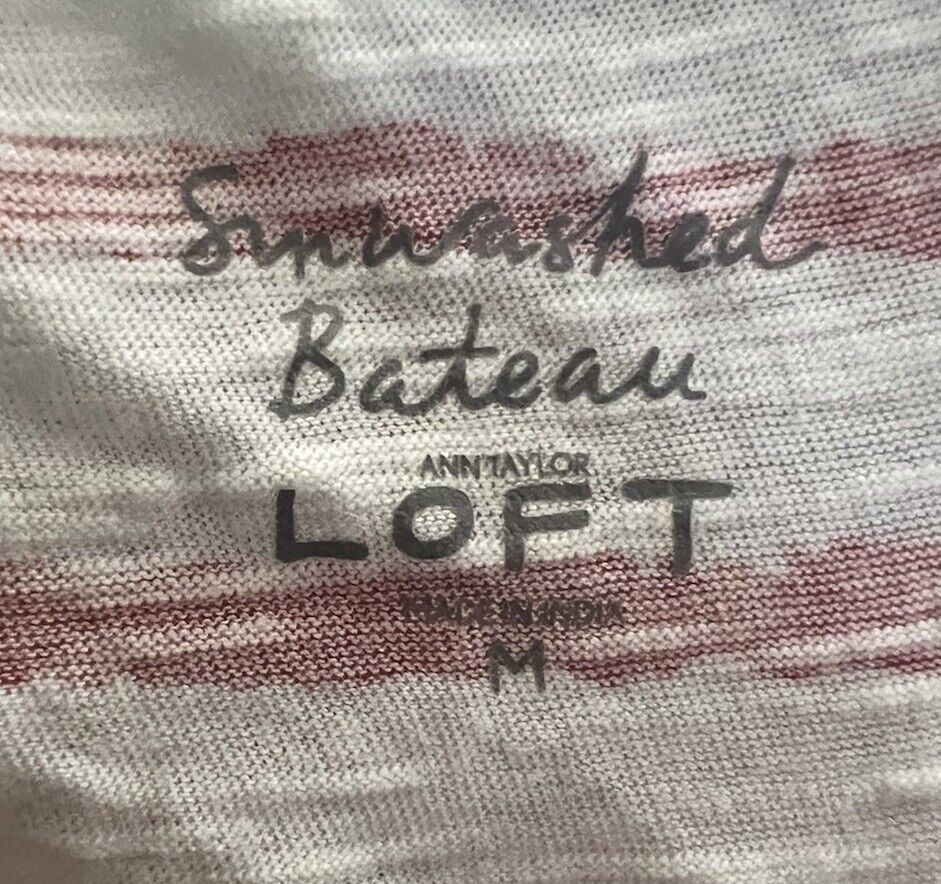 Sunwashed
Bateau
ANN TAYLOR
LOFT
MADE IN INDIA
M